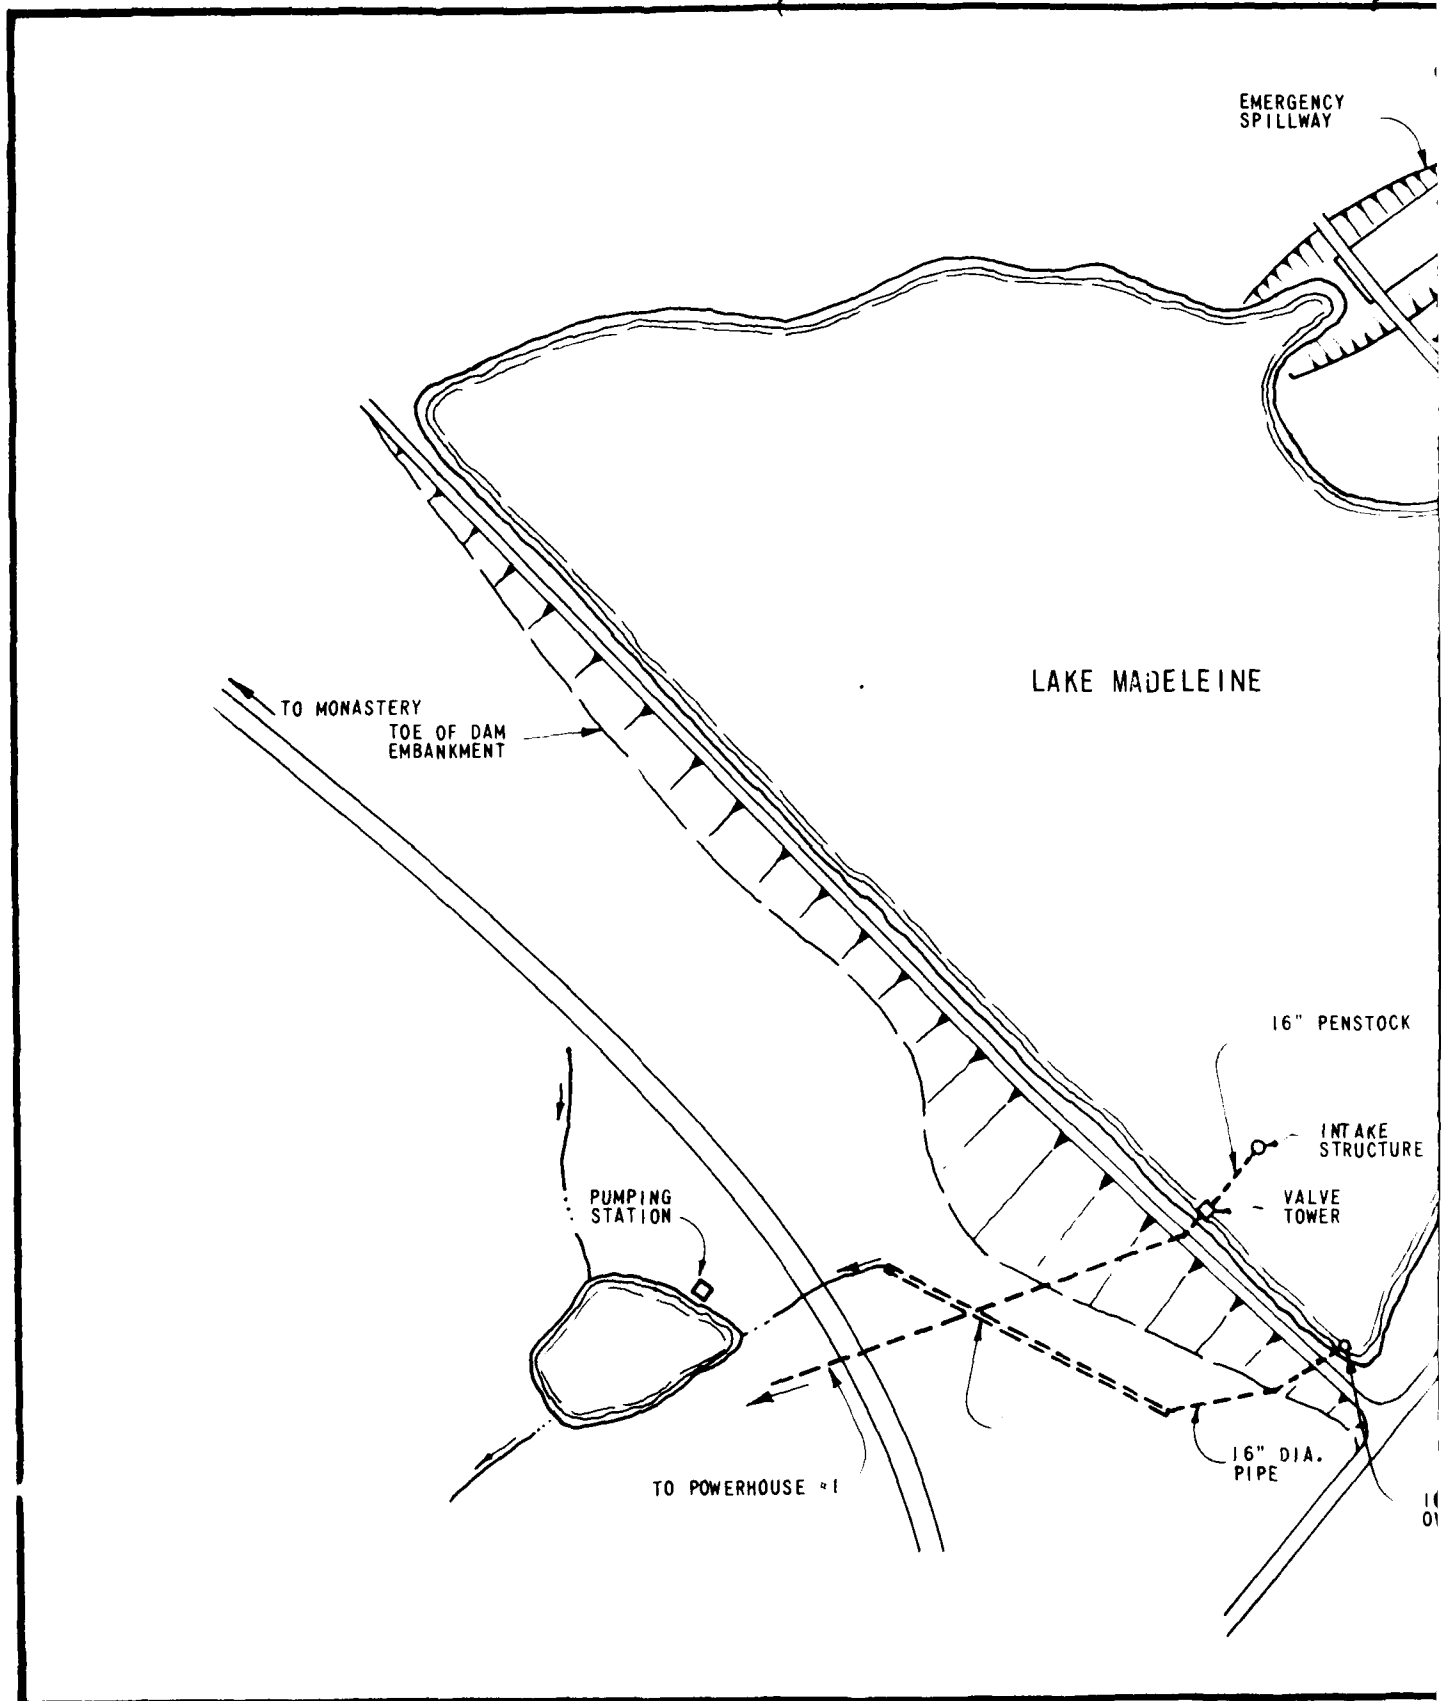 EMERGENCY
SPILLWAY
LAKE MADELEINE
TO MONASTERY
TOE OF DAM
EMBANKMENT
16" PENSTOCK
INTAKE
STRUCTURE
VALVE
TOWER
PUMPING
STATION
16" DIA.
PIPE
TO POWERHOUSE #1